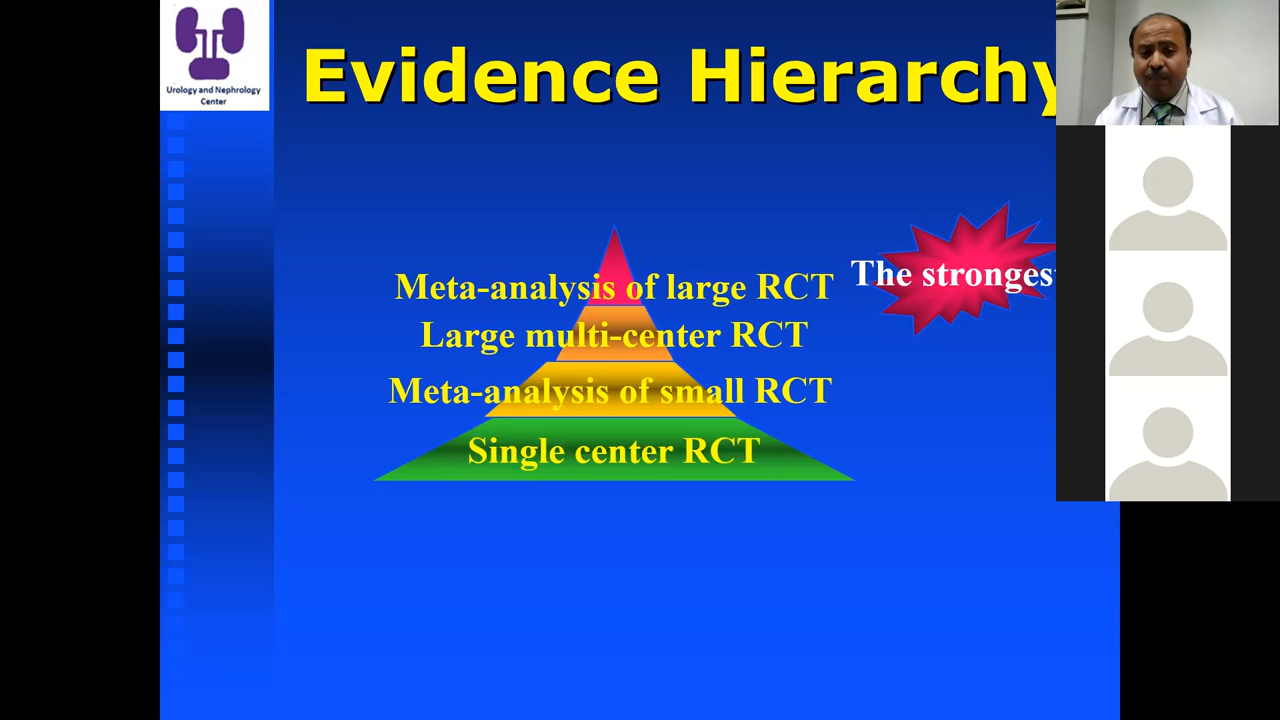 Urology and Nephrology
Center
Evidence Hierarchy
The strongest
Meta-analysis of large RCT
Large multi-center RCT
Meta-analysis of small RCT
Single center RCT